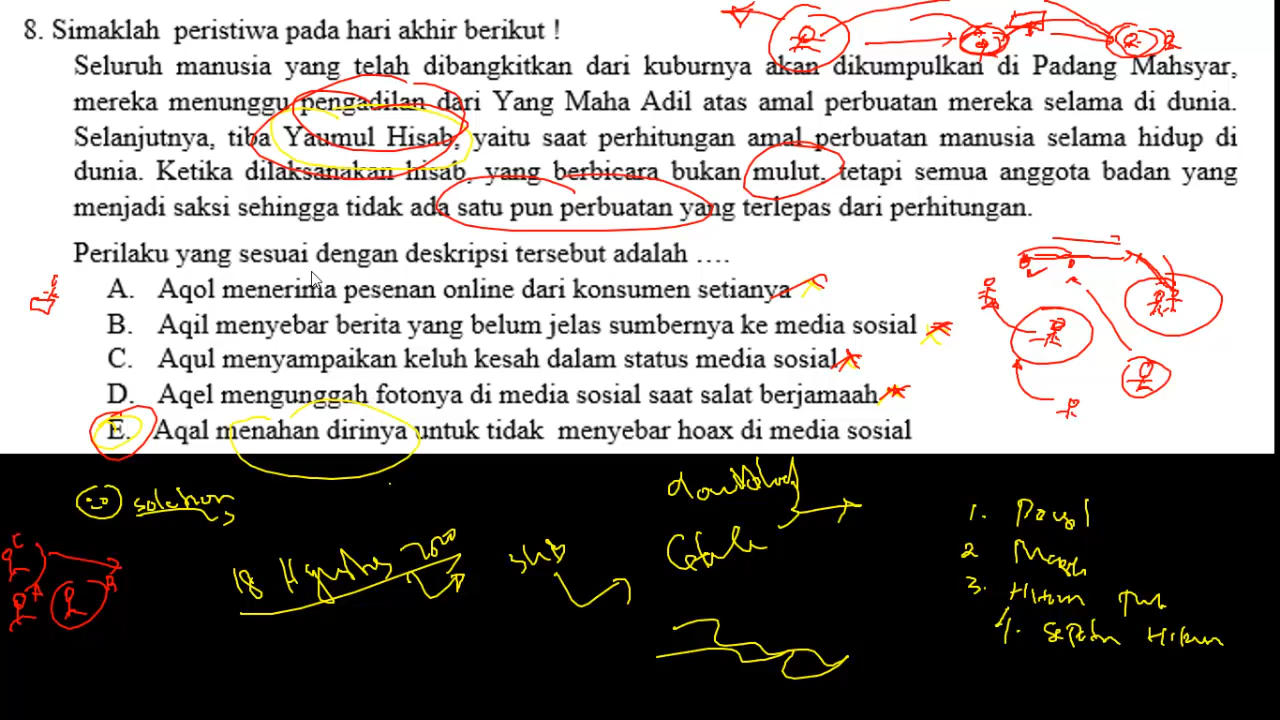 8. Simaklah peristiwa pada hari akhir berikut !
Seluruh manusia yang telah dibangkitkan dari kuburnya akan dikumpulkan di Padang Mahsyar,
mereka menunggu pengadilan dari Yang Maha Adil atas amal perbuatan mereka selama di dunia.
Selanjutnya, tiba Yaumul Hisab, yaitu saat perhitungan amal perbuatan manusia selama hidup di
dunia. Ketika dilaksanakan hisab, yang berbicara bukan mulut, tetapi semua anggota badan yang
menjadi saksi sehingga tidak ada satu pun perbuatan yang terlepas dari perhitungan.
Perilaku yang sesuai dengan deskripsi tersebut adalah ….
A. Aqol menerima pesenan online dari konsumen setianya
B. Aqil menyebar berita yang belum jelas sumbernya ke media sosial
C. Aqul menyampaikan keluh kesah dalam status media sosial
D. Aqel mengunggah fotonya di media sosial saat salat berjamaah
E. Aqal menahan dirinya untuk tidak menyebar hoax di media sosial
18 Agustus
1.
2
3. Hitam
4. Hitam